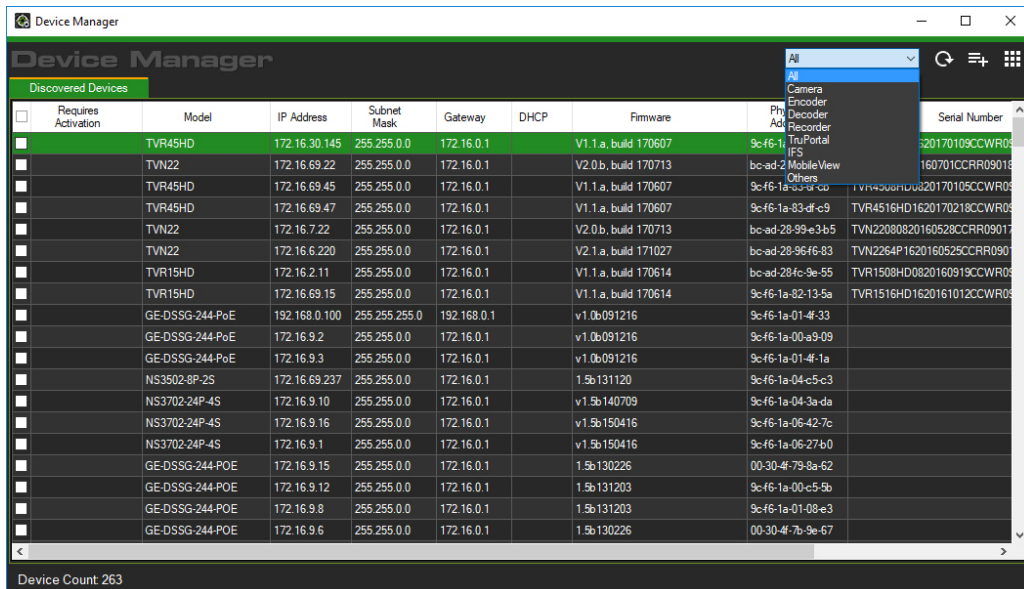 Device Manager
Device Manager
All
All
Camera
Encoder
Decoder
Recorder
TruPortal
IFS
MobileView
Others
Discovered Devices
Requires Activation Model IP Address Subnet Mask Gateway DHCP Firmware Serial Number
TVR45HD 172.16.30.145 255.255.0.0 172.16.0.1 V1.1.a, build 170607
TVN22 172.16.69.22 255.255.0.0 172.16.0.1 V2.0.b, build 170713
TVR45HD 172.16.69.45 255.255.0.0 172.16.0.1 V1.1.a, build 170607
TVR45HD 172.16.69.47 255.255.0.0 172.16.0.1 V1.1.a, build 170607 9c-f6-1a-83-df-c9 TVR4516HD1620170218CCWR09
TVN22 172.16.7.22 255.255.0.0 172.16.0.1 V2.0.b, build 170713 bc-ad-28-99-e3-b5 TVN22080820160528CCRR09017
TVN22 172.16.6.220 255.255.0.0 172.16.0.1 V2.1.a, build 171027 bc-ad-28-96-f6-83 TVN2264P1620160525CCRR0901
TVR15HD 172.16.2.11 255.255.0.0 172.16.0.1 V1.1.a, build 170614 bc-ad-28-fc-9e-55 TVR1508HD0820160919CCWR09
TVR15HD 172.16.69.15 255.255.0.0 172.16.0.1 V1.1.a, build 170614 9c-f6-1a-82-13-5a TVR1516HD1620161012CCWR09
GE-DSSG-244-PoE 192.168.0.100 255.255.255.0 192.168.0.1 v1.0b091216 9c-f6-1a-01-4f-33
GE-DSSG-244-PoE 172.16.9.2 255.255.0.0 172.16.0.1 v1.0b091216 9c-f6-1a-00-a9-09
GE-DSSG-244-PoE 172.16.9.3 255.255.0.0 172.16.0.1 v1.0b091216 9c-f6-1a-01-4f-1a
NS3502-8P-2S 172.16.69.237 255.255.0.0 172.16.0.1 1.5b131120 9c-f6-1a-04-c5-c3
NS3702-24P-4S 172.16.9.10 255.255.0.0 172.16.0.1 v1.5b140709 9c-f6-1a-04-3a-da
NS3702-24P-4S 172.16.9.16 255.255.0.0 172.16.0.1 v1.5b150416 9c-f6-1a-06-42-7c
NS3702-24P-4S 172.16.9.1 255.255.0.0 172.16.0.1 v1.5b150416 9c-f6-1a-06-27-b0
GE-DSSG-244-POE 172.16.9.15 255.255.0.0 172.16.0.1 1.5b130226 00-30-4f-79-8a-62
GE-DSSG-244-POE 172.16.9.12 255.255.0.0 172.16.0.1 1.5b131203 9c-f6-1a-00-c5-5b
GE-DSSG-244-POE 172.16.9.8 255.255.0.0 172.16.0.1 1.5b131203 9c-f6-1a-01-08-e3
GE-DSSG-244-POE 172.16.9.6 255.255.0.0 172.16.0.1 1.5b130226 00-30-4f-7b-9e-67
Device Count 263